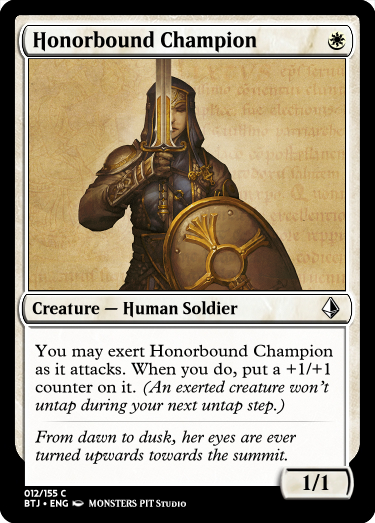 Honorbound Champion
Creature — Human Soldier
You may exert Honorbound Champion
as it attacks. When you do, put a +1/+1
counter on it. (An exerted creature won't
untap during your next untap step.)
From dawn to dusk, her eyes are ever
turned upwards towards the summit.
1/1
012/155 C
BTJ • ENG MONSTERS PIT STUDIO